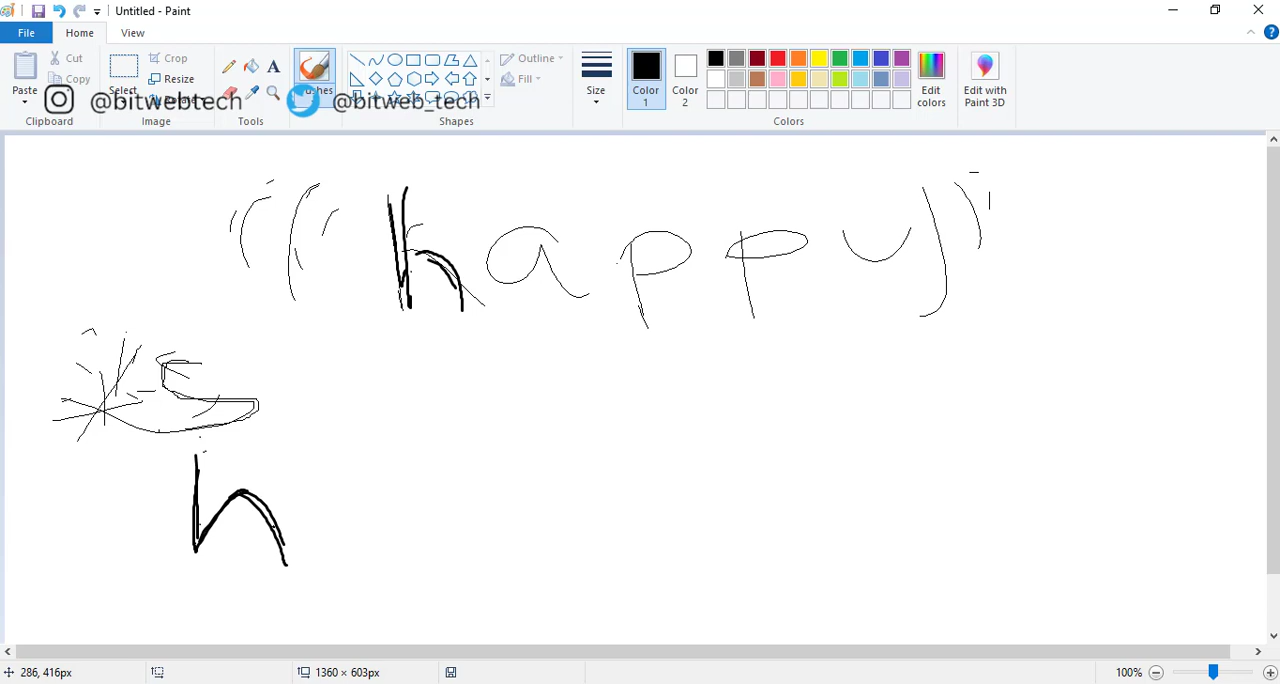 Untitled - Paint
File Home View
Paste Cut Copy
Select Crop Resize
Brushes
Outline Fill
Size
Color 1 Color 2
Edit colors
Edit with Paint 3D
@bitwebtech @bitweb_tech
Clipboard Image Tools Shapes Colors
happy
h
286, 416px 1360 × 603px 100%